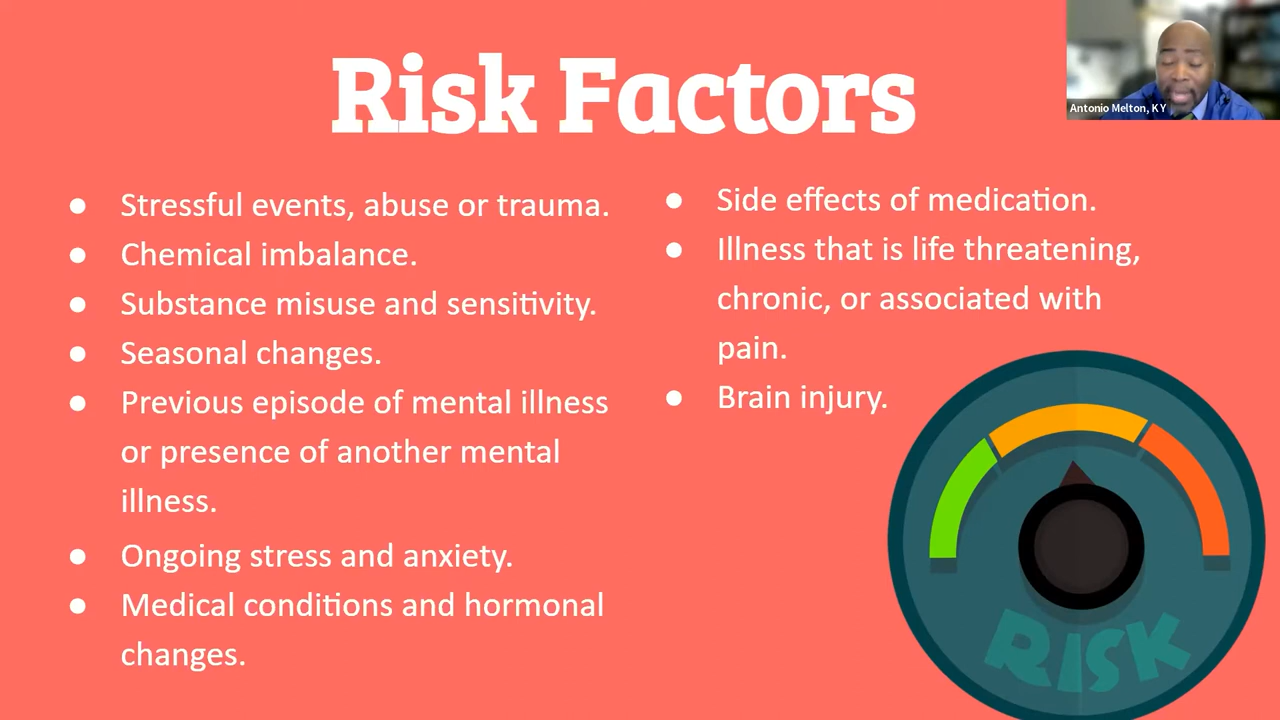 Risk Factors
Antonio Melton, KY
● Stressful events, abuse or trauma.
● Chemical imbalance.
● Substance misuse and sensitivity.
● Seasonal changes.
● Previous episode of mental illness
or presence of another mental
illness.
● Ongoing stress and anxiety.
● Medical conditions and hormonal
changes.
● Side effects of medication.
● Illness that is life threatening,
chronic, or associated with
pain.
● Brain injury.
RISK